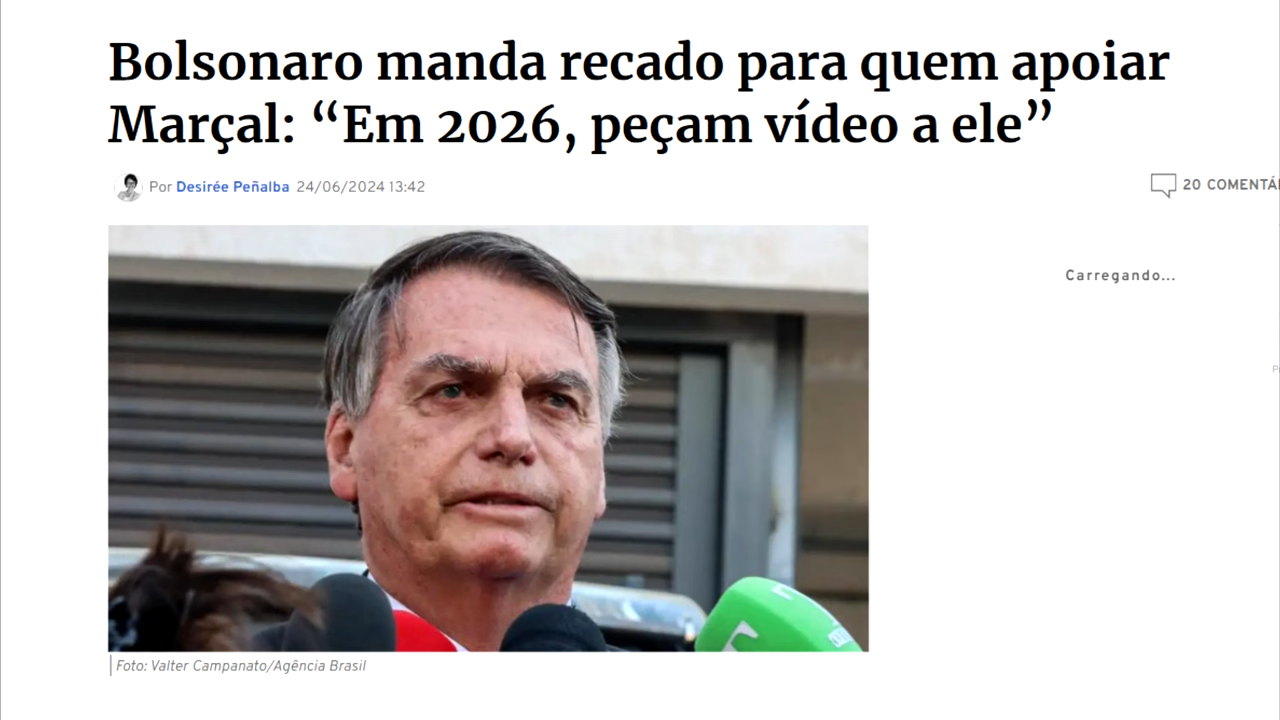 Bolsonaro manda recado para quem apoiar
Marçal: “Em 2026, peçam vídeo a ele”
Por Desirée Peñalba 24/06/2024 13:42
20
Carregando...
Foto: Valter Campanato/Agência Brasil